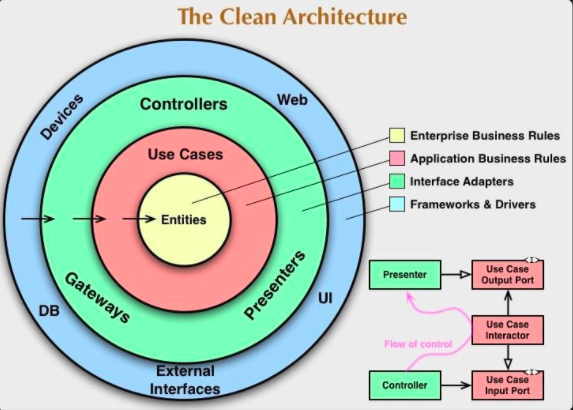 The Clean Architecture
Devices
Web
Controllers
Use Cases
Entities
Gateways
Presenters
DB
UI
External
Interfaces
Enterprise Business Rules
Application Business Rules
Interface Adapters
Frameworks & Drivers
Presenter
Use Case
Output Port
Flow of control
Use Case
Interactor
Controller
Use Case
Input Port